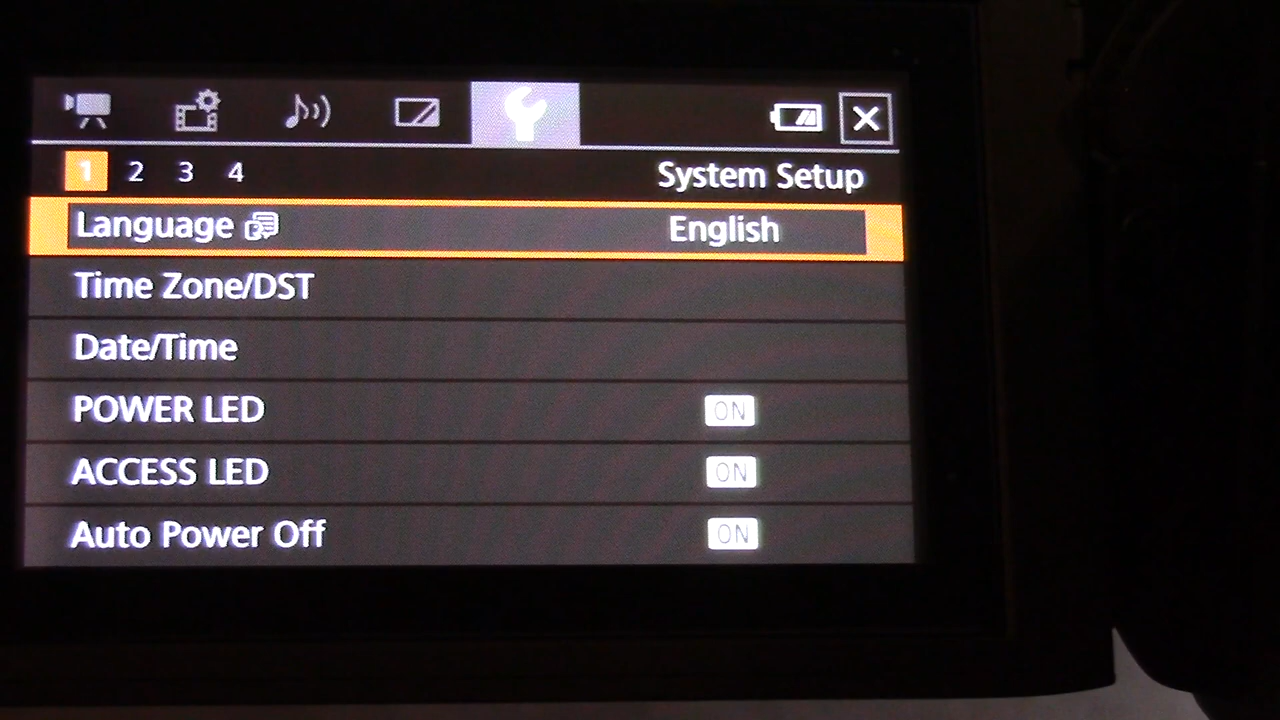 1 2 3 4 System Setup
Language English
Time Zone/DST
Date/Time
POWER LED ON
ACCESS LED ON
Auto Power Off ON